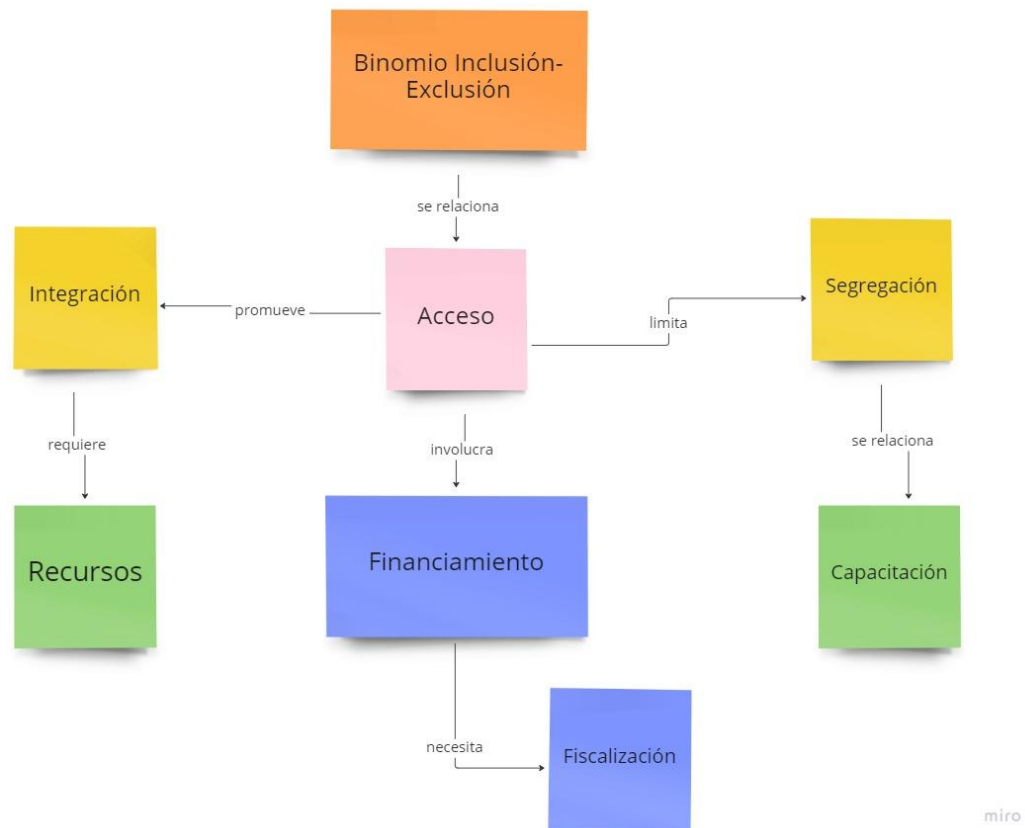 Binomio Inclusión-
Exclusión
se relaciona
Integración
promueve
Acceso
limita
Segregación
requiere
involucra
se relaciona
Recursos
Financiamiento
Capacitación
necesita
Fiscalización
miro